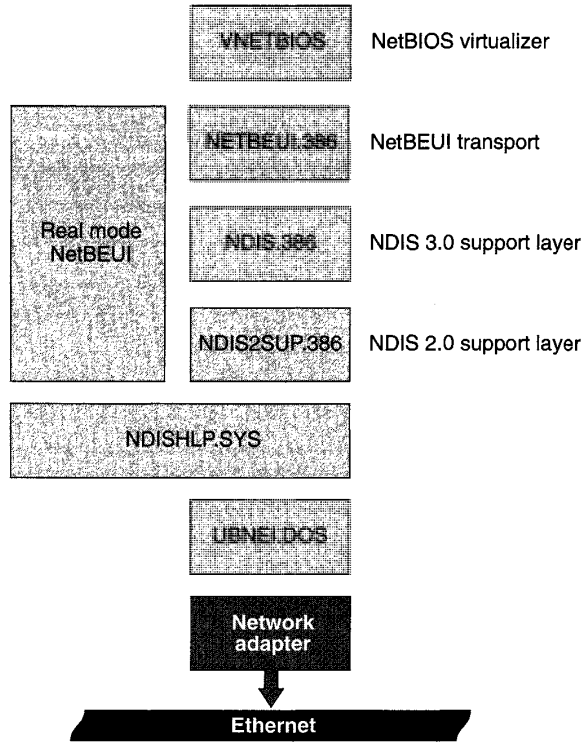 VNETBIOS NetBIOS virtualizer
NETBEUI.386 NetBEUI transport
Real mode
NetBEUI
NDIS.386 NDIS 3.0 support layer
NDIS2SUP.386 NDIS 2.0 support layer
NDISHLP.SYS
UBNEI.DOS
Network
adapter
Ethernet